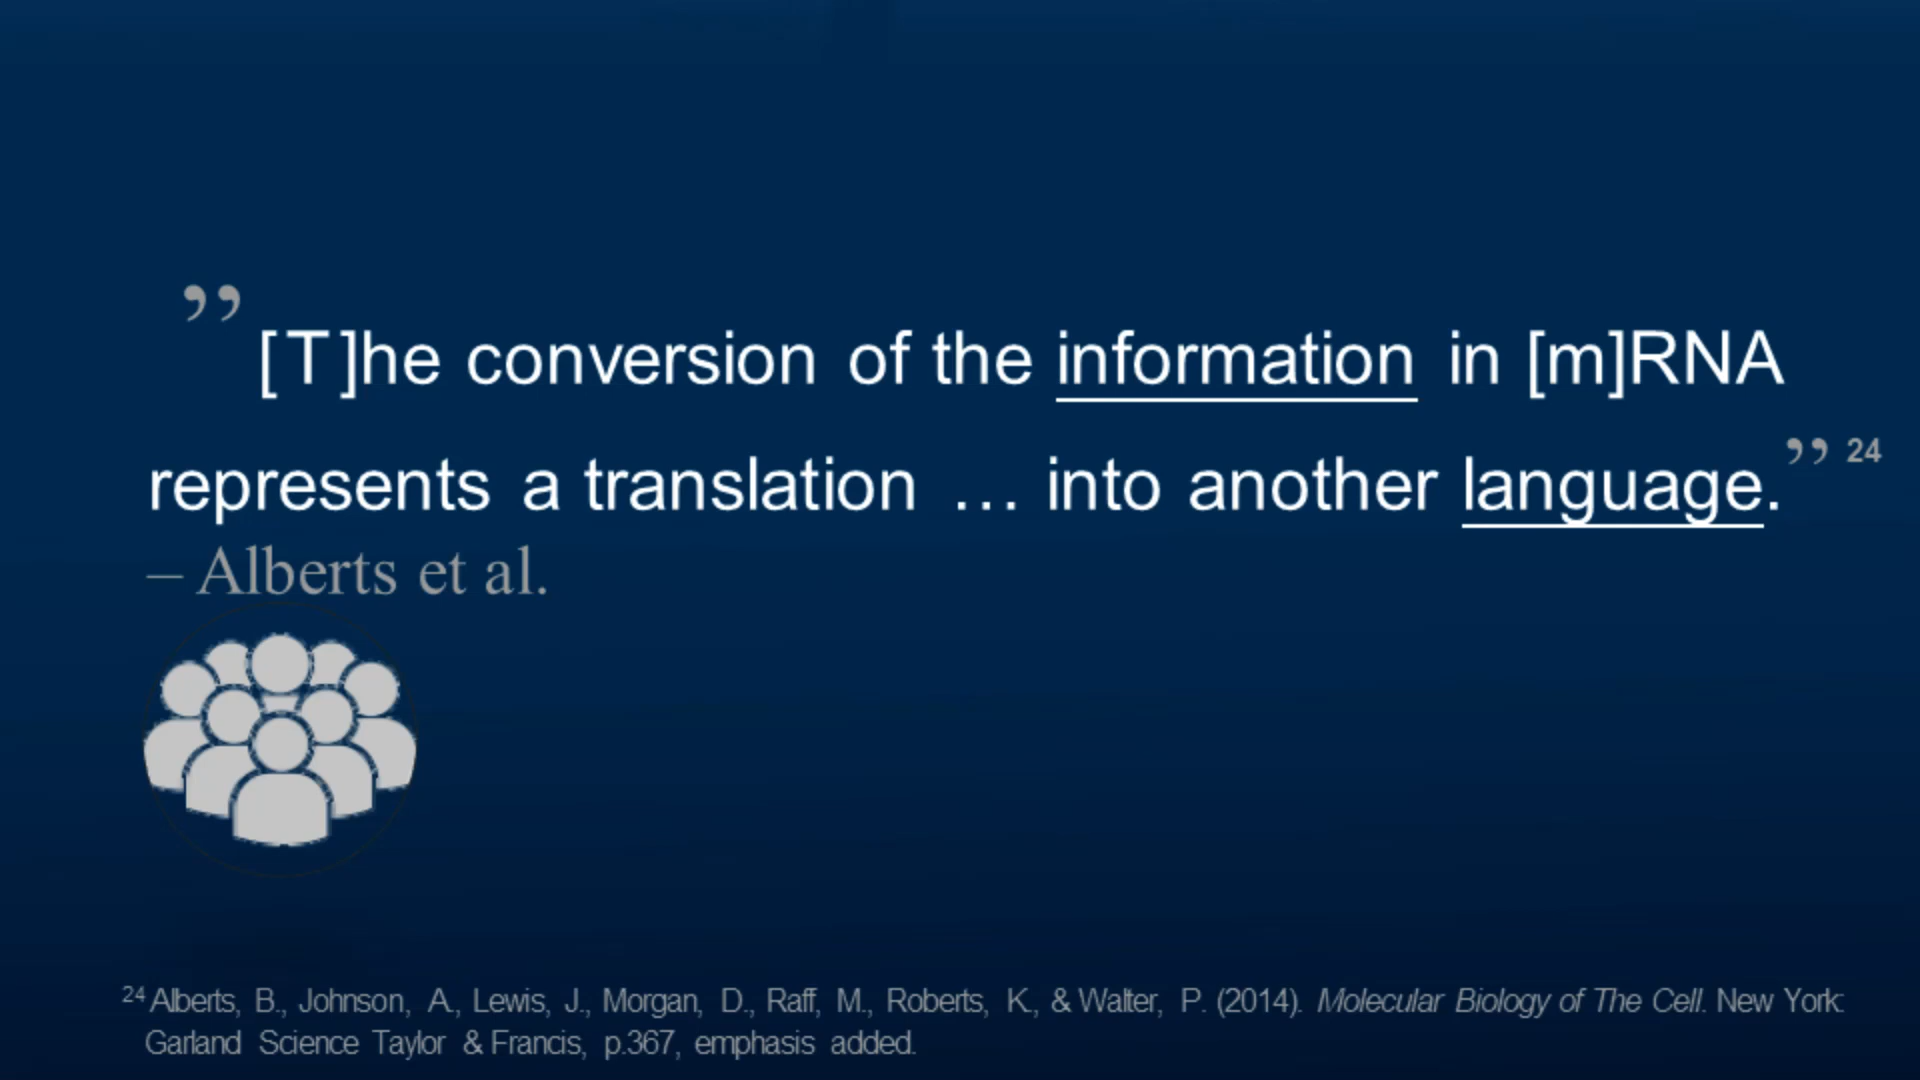 ”[T]he conversion of the information in [m]RNA
represents a translation … into another language.” 24
– Alberts et al.
24 Alberts, B., Johnson, A., Lewis, J., Morgan, D., Raff, M., Roberts, K., & Walter, P. (2014). Molecular Biology of The Cell. New York:
Garland Science Taylor & Francis, p.367, emphasis added.